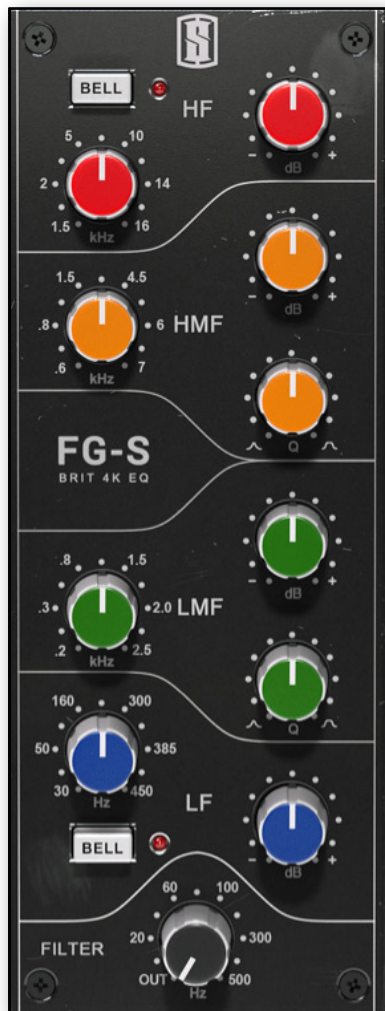 BELL
HF
- dB +
5 10
2 14
1.5 16
kHz
- dB +
1.5 4.5
.8 6
.6 7
kHz
HMF
Q
FG-S
BRIT 4K EQ
- dB +
.8 1.5
.3 2.0
.2 2.5
kHz
LMF
Q
160 300
50 385
30 450
Hz
LF
BELL
- dB +
FILTER
60 100
20 300
OUT 500
Hz